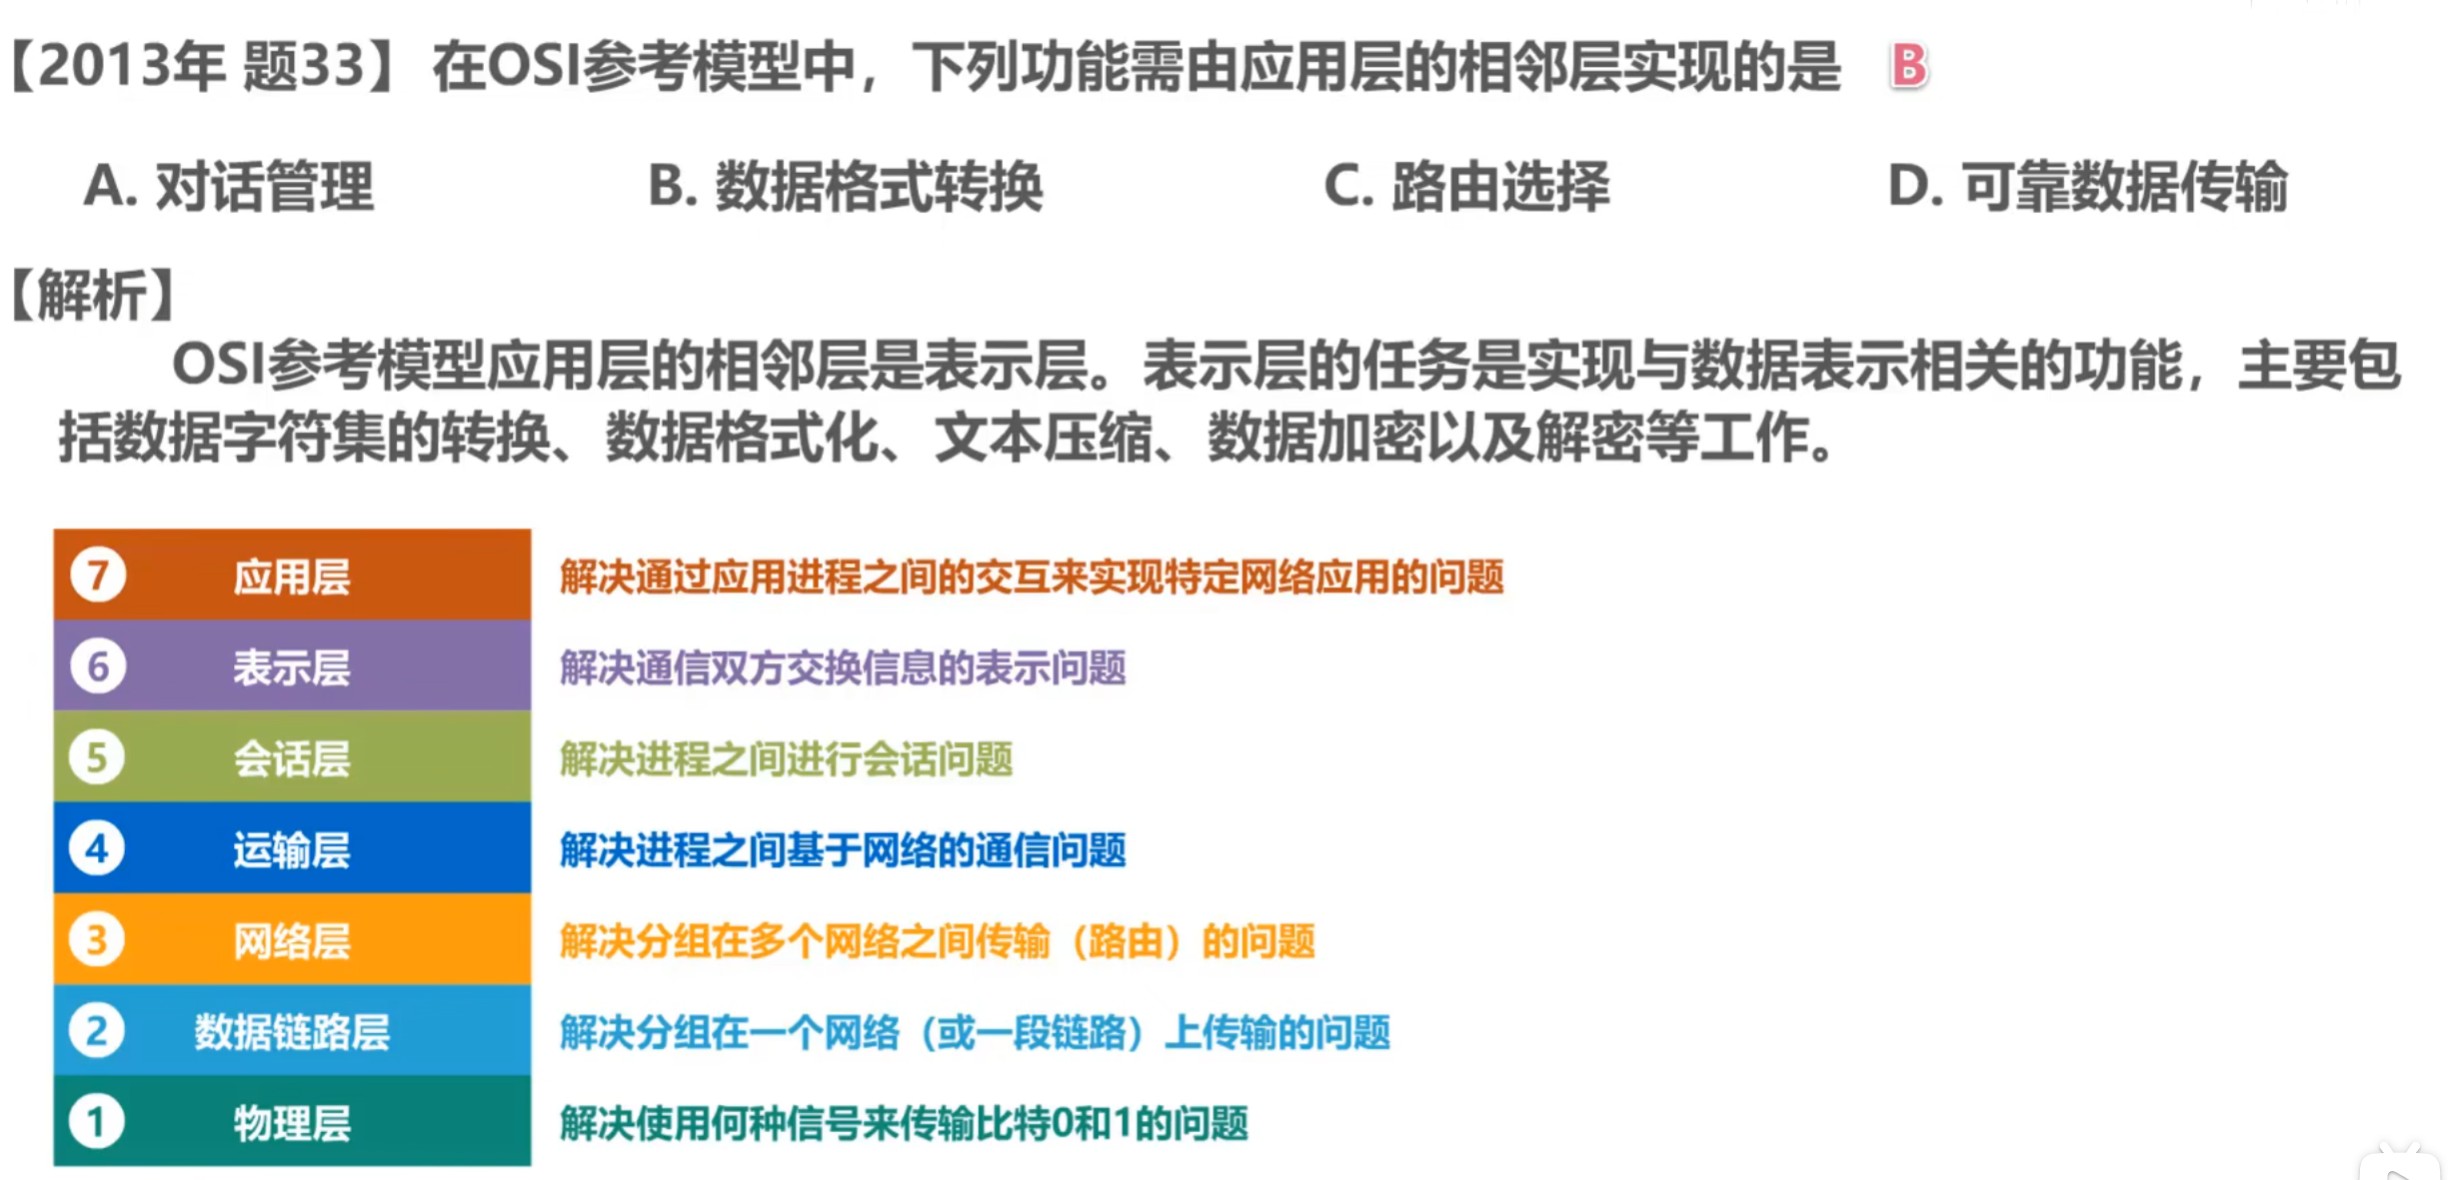 【2013年 题33】 在OSI参考模型中，下列功能需由应用层的相邻层实现的是 B
A. 对话管理 B. 数据格式转换 C. 路由选择 D. 可靠数据传输
【解析】
OSI参考模型应用层的相邻层是表示层。表示层的任务是实现与数据表示相关的功能，主要包
括数据字符集的转换、数据格式化、文本压缩、数据加密以及解密等工作。
7 应用层 解决通过应用进程之间的交互来实现特定网络应用的问题
6 表示层 解决通信双方交换信息的表示问题
5 会话层 解决进程之间进行会话问题
4 运输层 解决进程之间基于网络的通信问题
3 网络层 解决分组在多个网络之间传输（路由）的问题
2 数据链路层 解决分组在一个网络（或一段链路）上传输的问题
1 物理层 解决使用何种信号来传输比特0和1的问题